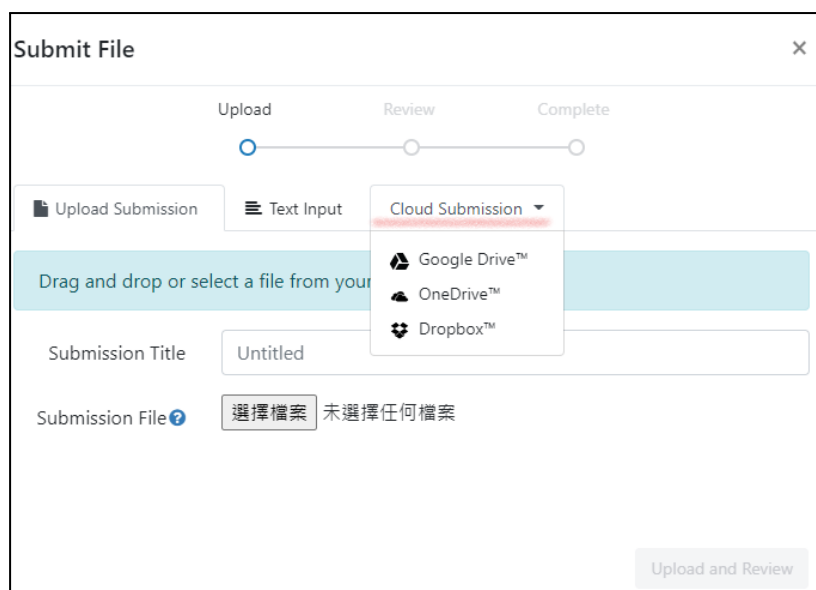 Submit File ×
Upload Review Complete
Upload Submission Text Input Cloud Submission
Google Drive™
OneDrive™
Dropbox™
Drag and drop or select a file from your
Submission Title Untitled
Submission File 選擇檔案 未選擇任何檔案
Upload and Review